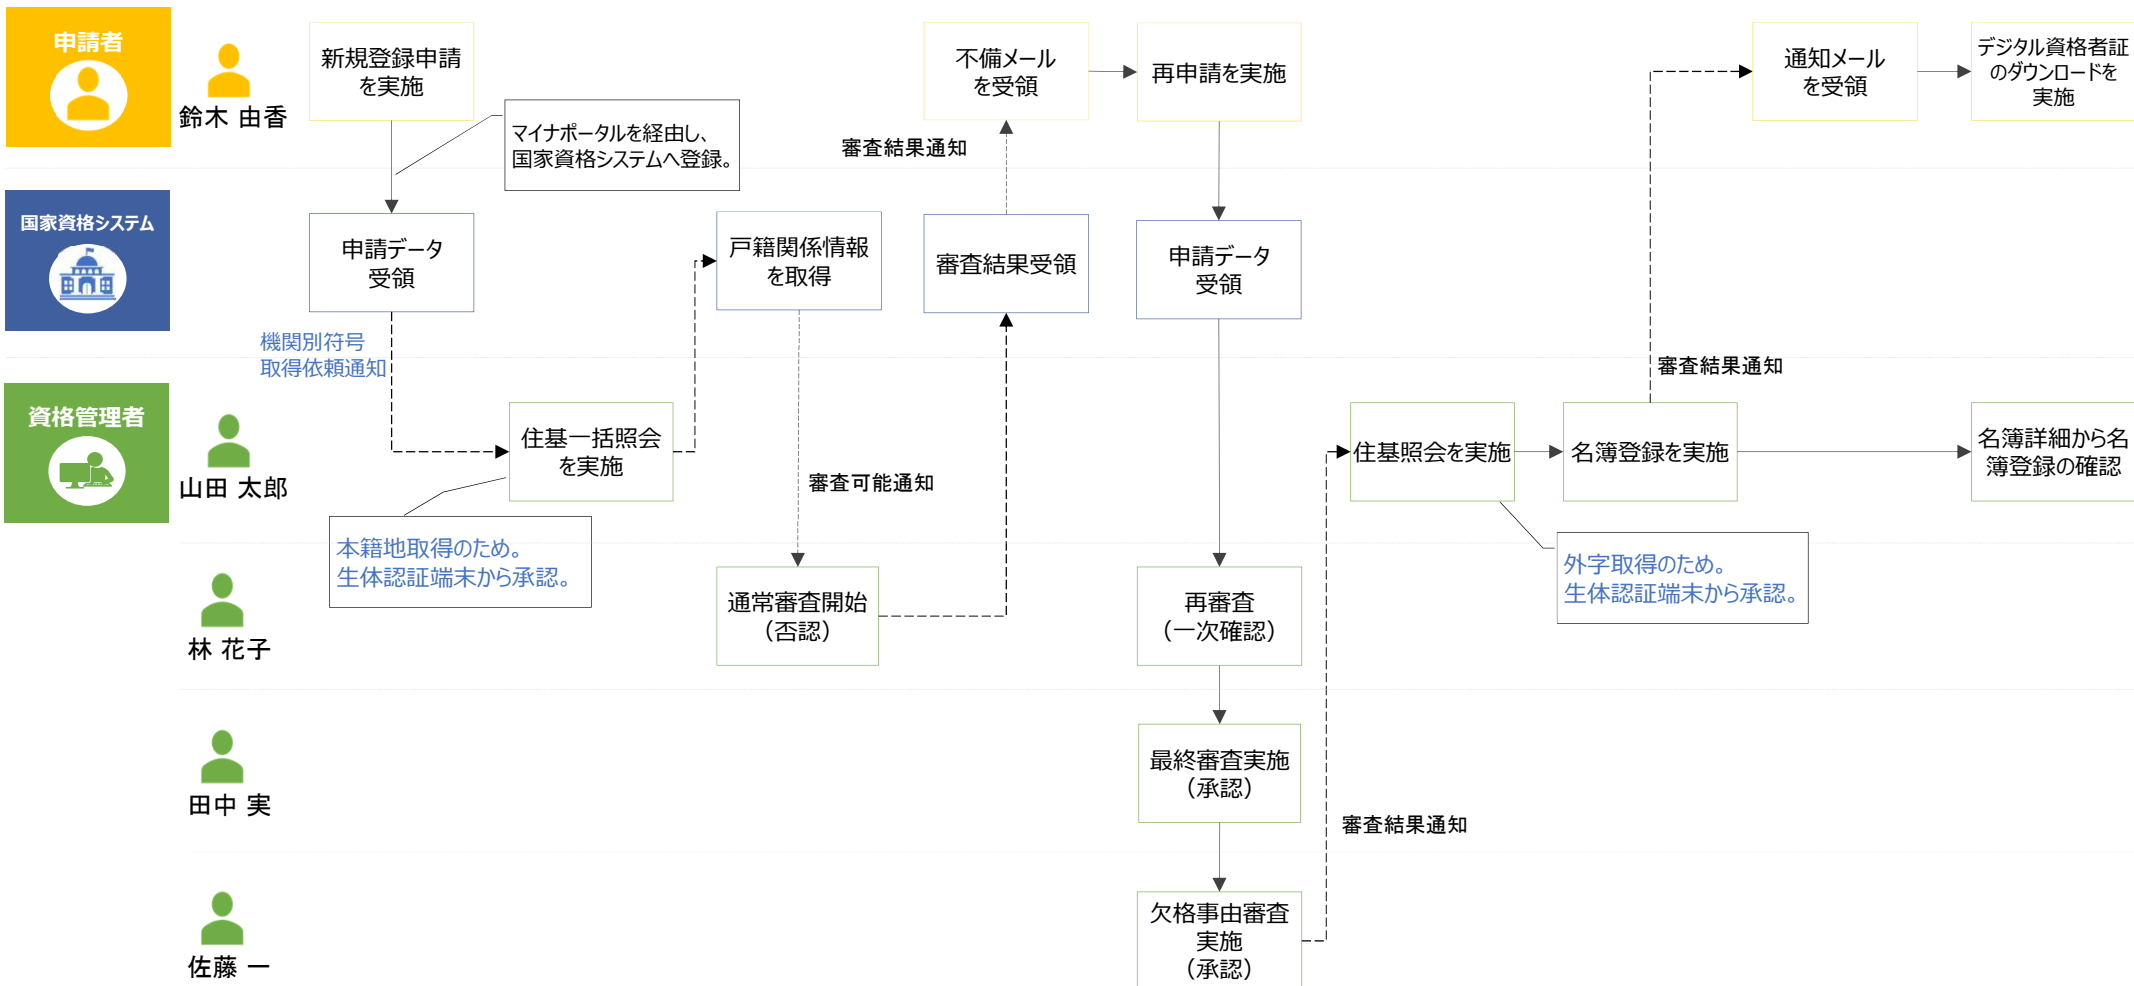 申請者
鈴木 由香
新規登録申請
を実施
マイナポータルを経由し、
国家資格システムへ登録。
不備メール
を受領
再申請を実施
審査結果通知
通知メール
を受領
デジタル資格者証
のダウンロードを
実施
国家資格システム
申請データ
受領
戸籍関係情報
を取得
審査結果受領
申請データ
受領
機関別符号
取得依頼通知
審査結果通知
資格管理者
山田 太郎
住基一括照会
を実施
審査可能通知
住基照会を実施
名簿登録を実施
名簿詳細から名
簿登録の確認
本籍地取得のため。
生体認証端末から承認。
外字取得のため。
生体認証端末から承認。
林 花子
通常審査開始
（否認）
再審査
（一次確認）
田中 実
最終審査実施
（承認）
審査結果通知
佐藤 一
欠格事由審査
実施
（承認）